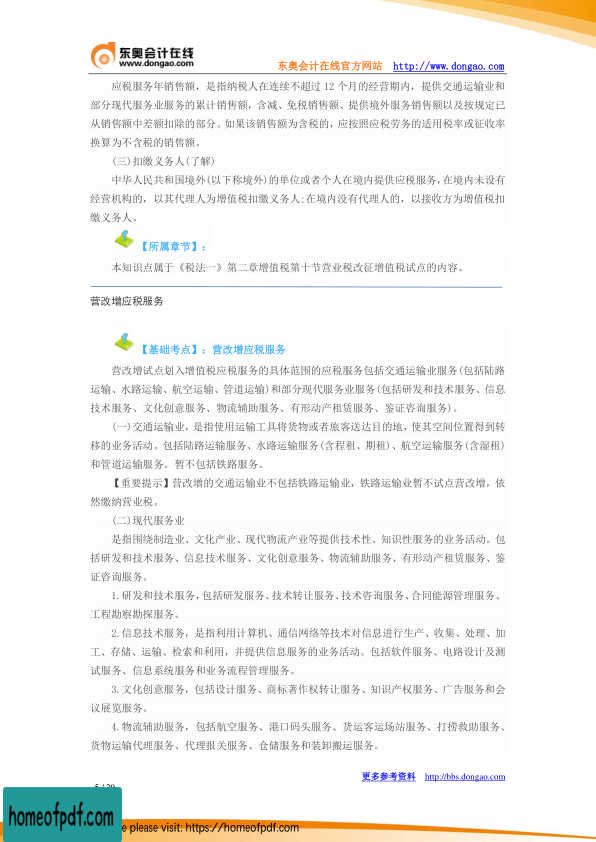 东奥会计在线
www.dongao.com
东奥会计在线官方网站 http://www.dongao.com
应税服务年销售额，是指纳税人在连续不超过 12 个月的经营期内，提供交通运输业和
部分现代服务业服务的累计销售额，含减、免税销售额、提供境外服务销售额以及按规定已
从销售额中差额扣除的部分。如果该销售额为含税的，应按照应税劳务的适用税率或征收率
换算为不含税的销售额。
(三)扣缴义务人(了解)
中华人民共和国境外(以下称境外)的单位或者个人在境内提供应税服务,在境内未设有
经营机构的，以其代理人为增值税扣缴义务人;在境内没有代理人的，以接收方为增值税扣
缴义务人。
【所属章节】：
本知识点属于《税法一》第二章增值税第十节营业税改征增值税试点的内容。
营改增应税服务
【基础考点】：营改增应税服务
营改增试点划入增值税应税服务的具体范围的应税服务包括交通运输业服务(包括陆路
运输、水路运输、航空运输、管道运输)和部分现代服务业服务(包括研发和技术服务、信息
技术服务、文化创意服务、物流辅助服务、有形动产租赁服务、鉴证咨询服务)。
(一)交通运输业，是指使用运输工具将货物或者旅客送达目的地,使其空间位置得到转
移的业务活动。包括陆路运输服务、水路运输服务(含程租、期租)、航空运输服务(含湿租)
和管道运输服务。暂不包括铁路服务。
【重要提示】营改增的交通运输业不包括铁路运输业，铁路运输业暂不试点营改增，依
然缴纳营业税。
(二)现代服务业
是指围绕制造业、文化产业、现代物流产业等提供技术性、知识性服务的业务活动。包
括研发和技术服务、信息技术服务、文化创意服务、物流辅助服务、有形动产租赁服务、鉴
证咨询服务。
1.研发和技术服务,包括研发服务、技术转让服务、技术咨询服务、合同能源管理服务、
工程勘察勘探服务。
2.信息技术服务，是指利用计算机、通信网络等技术对信息进行生产、收集、处理、加
工、存储、运输、检索和利用，并提供信息服务的业务活动。包括软件服务、电路设计及测
试服务、信息系统服务和业务流程管理服务。
3.文化创意服务，包括设计服务、商标著作权转让服务、知识产权服务、广告服务和会
议展览服务。
4.物流辅助服务，包括航空服务、港口码头服务、货运客运场站服务、打捞救助服务、
货物运输代理服务、代理报关服务、仓储服务和装卸搬运服务。
更多参考资料 http://bbs.dongao.com
homeofpdf.com
e please visit: https://homeofpdf.com